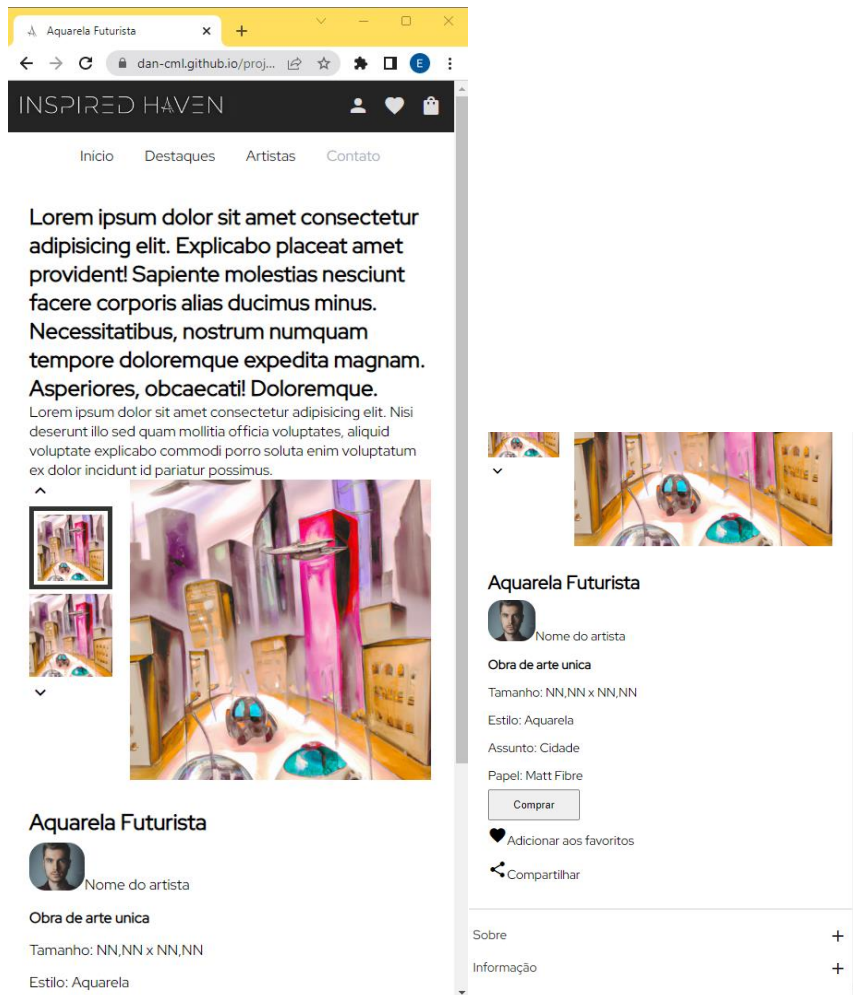 Aquarela Futurista
dan-cml.github.io/proj...
E
INSPIRED HAVEN
Inicio Destaques Artistas Contato
Lorem ipsum dolor sit amet consectetur
adipisicing elit. Explicabo placeat amet
provident! Sapiente molestias nesciunt
facere corporis alias ducimus minus.
Necessitatibus, nostrum numquam
tempore doloremque expedita magnam.
Asperiores, obcaecati! Doloremque.
Lorem ipsum dolor sit amet consectetur adipisicing elit. Nisi
deserunt illo sed quam mollitia officia voluptates, aliquid
voluptate explicabo commodi porro soluta enim voluptatum
ex dolor incidunt id pariatur possimus.
Aquarela Futurista
Nome do artista
Obra de arte unica
Tamanho: NN,NN x NN,NN
Estilo: Aquarela
Aquarela Futurista
Nome do artista
Obra de arte unica
Tamanho: NN,NN x NN,NN
Estilo: Aquarela
Assunto: Cidade
Papel: Matt Fibre
Comprar
Adicionar aos favoritos
Compartilhar
Sobre
Informação